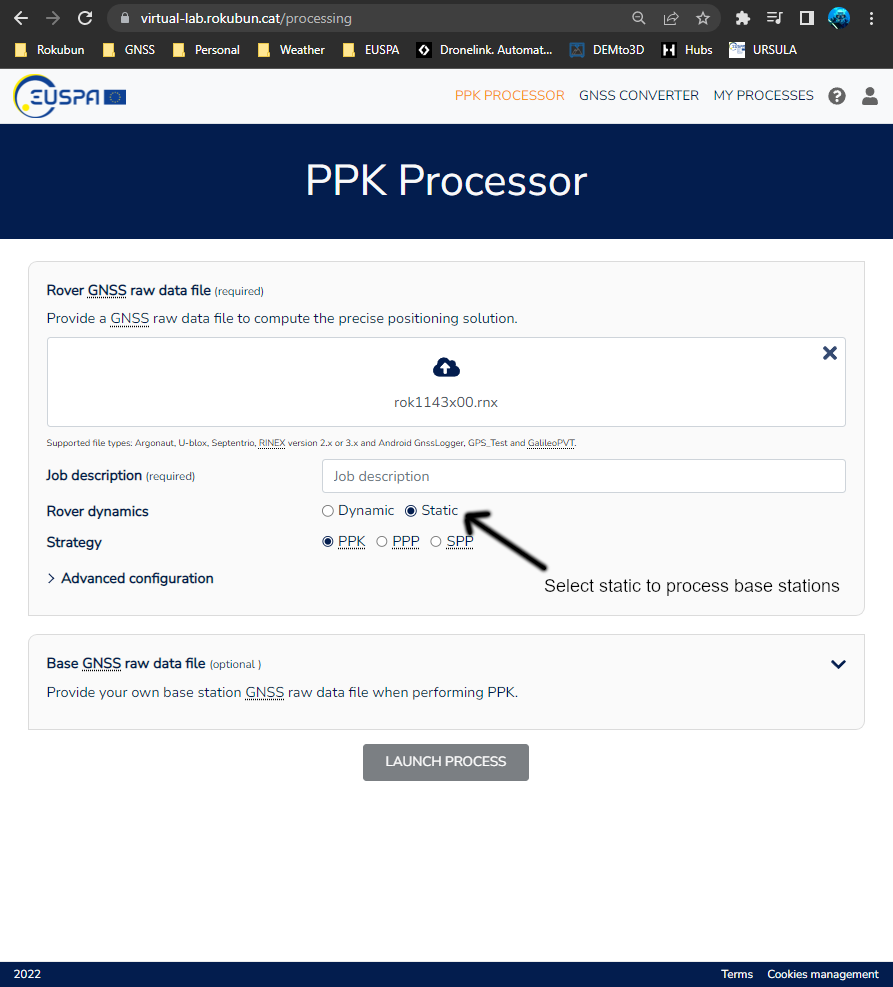 virtual-lab.rokubun.cat/processing
Rokubun GNSS Personal Weather EUSPA Dronelink. Automat... DEMto3D Hubs URSULA
EUSPA PPK PROCESSOR GNSS CONVERTER MY PROCESSES ?
PPK Processor
Rover GNSS raw data file (required)
Provide a GNSS raw data file to compute the precise positioning solution.
rok1143x00.rnx
Supported file types: Argonaut, U-blox, Septentrio, RINEX version 2.x or 3.x and Android GnssLogger, GPS_Test and GalileoPVT.
Job description (required) Job description
Rover dynamics Dynamic Static
Strategy PPK PPP SPP
Advanced configuration
Select static to process base stations
Base GNSS raw data file (optional )
Provide your own base station GNSS raw data file when performing PPK.
LAUNCH PROCESS
2022 Terms Cookies management